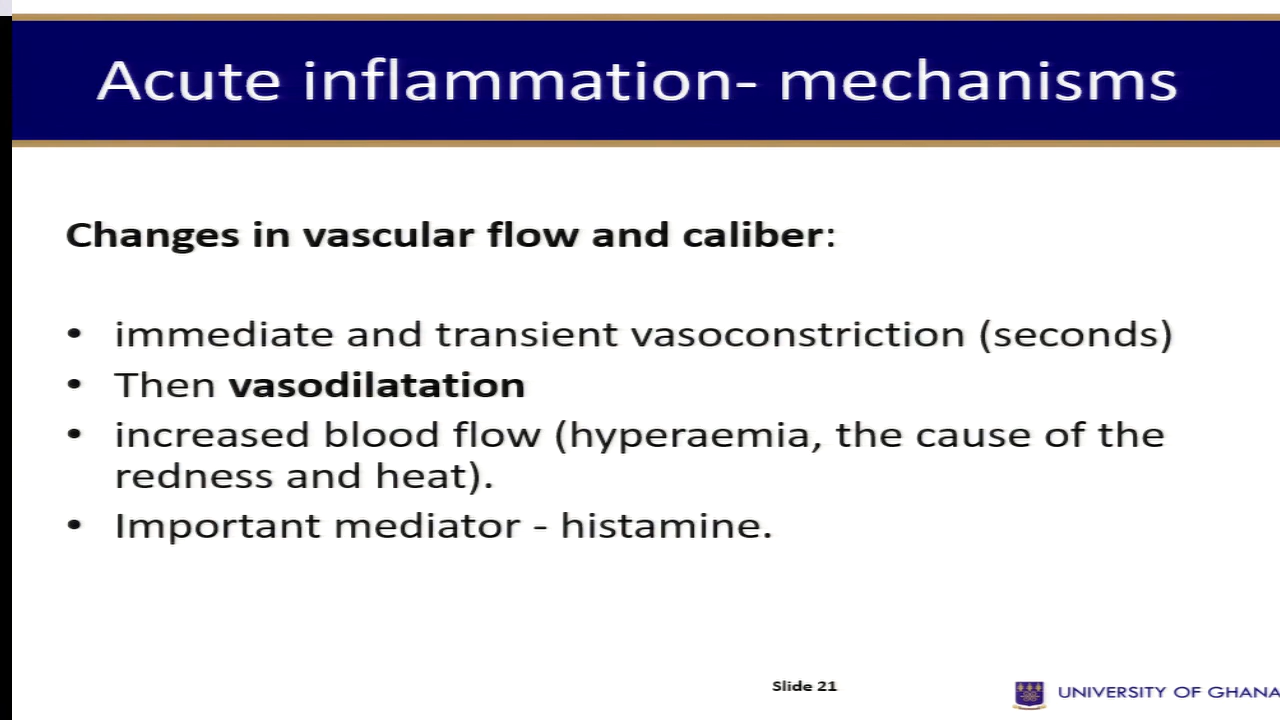 Acute inflammation- mechanisms
Changes in vascular flow and caliber:
• immediate and transient vasoconstriction (seconds)
• Then vasodilatation
• increased blood flow (hyperaemia, the cause of the
redness and heat).
• Important mediator - histamine.
Slide 21
UNIVERSITY OF GHANA